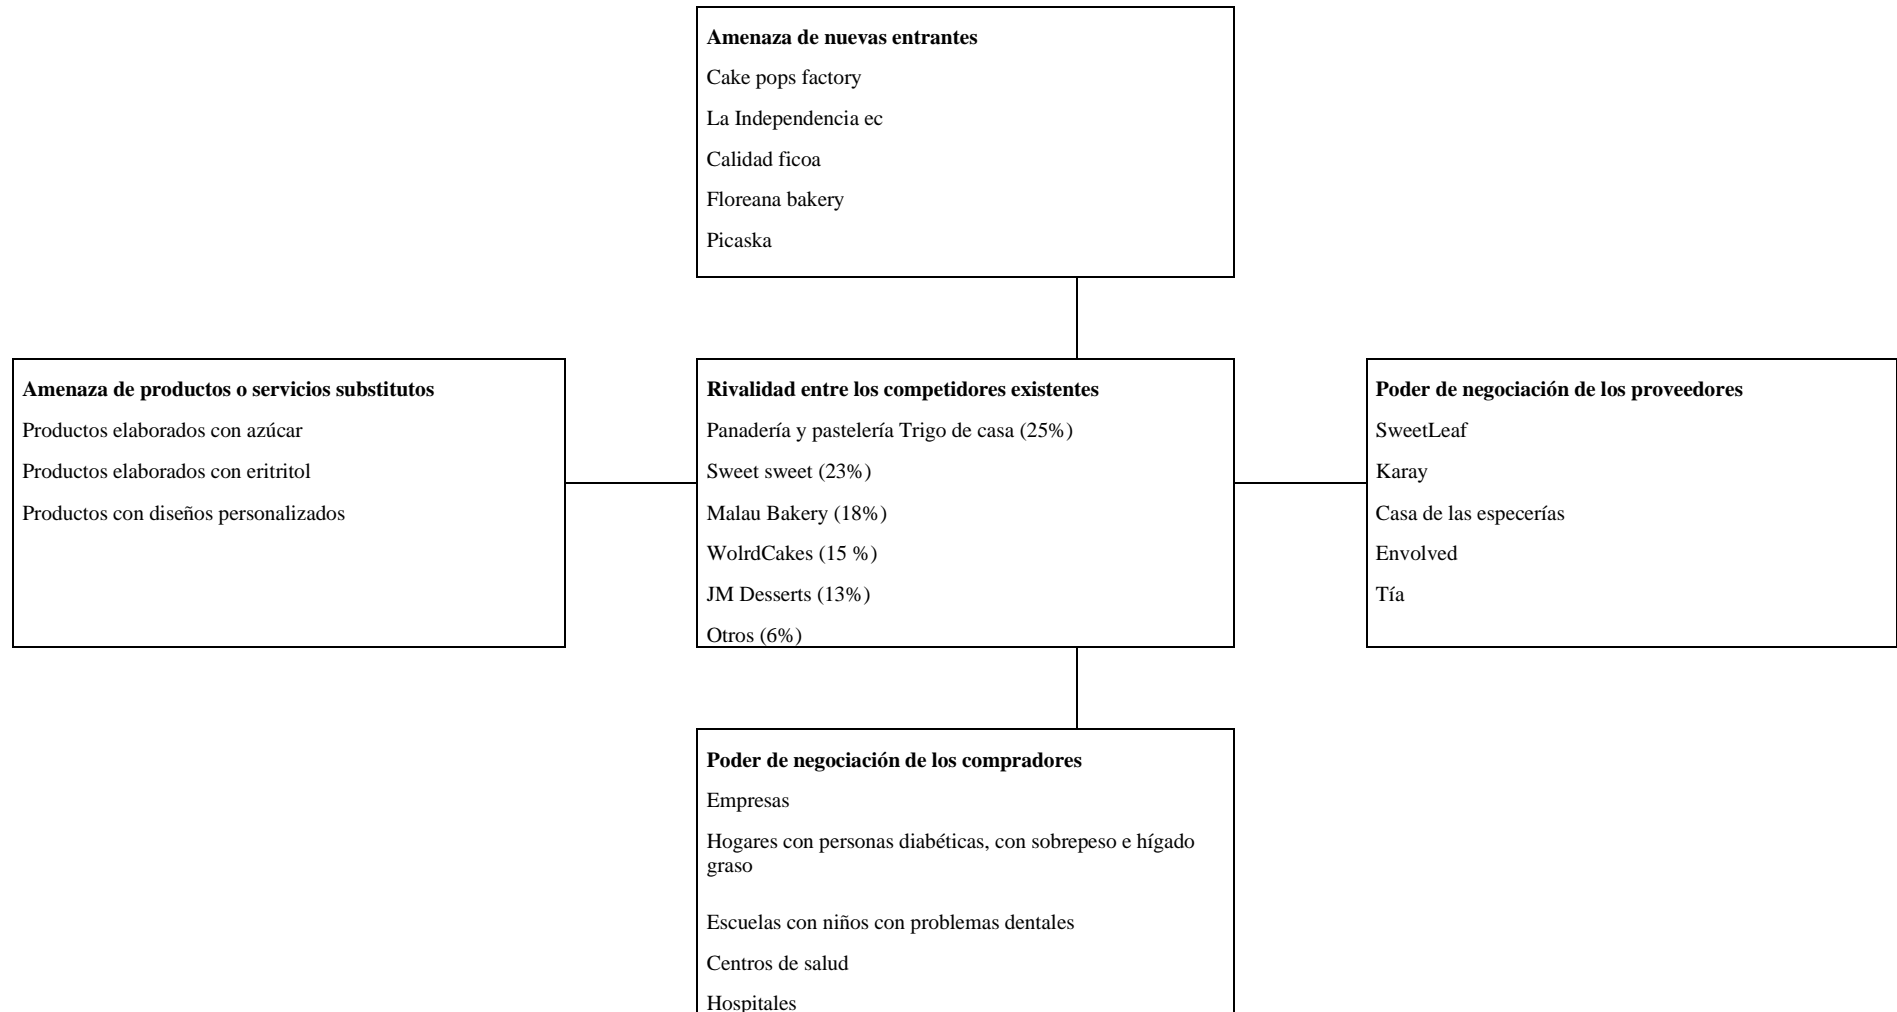 Amenaza de nuevas entrantes
Cake pops factory
La Independencia ec
Calidad ficoa
Floreana bakery
Picaska
Amenaza de productos o servicios substitutos
Productos elaborados con azúcar
Productos elaborados con eritritol
Productos con diseños personalizados
Rivalidad entre los competidores existentes
Panadería y pastelería Trigo de casa (25%)
Sweet sweet (23%)
Malau Bakery (18%)
WolrdCakes (15 %)
JM Desserts (13%)
Otros (6%)
Poder de negociación de los proveedores
SweetLeaf
Karay
Casa de las especerías
Envolved
Tía
Poder de negociación de los compradores
Empresas
Hogares con personas diabéticas, con sobrepeso e hígado
graso
Escuelas con niños con problemas dentales
Centros de salud
Hospitales